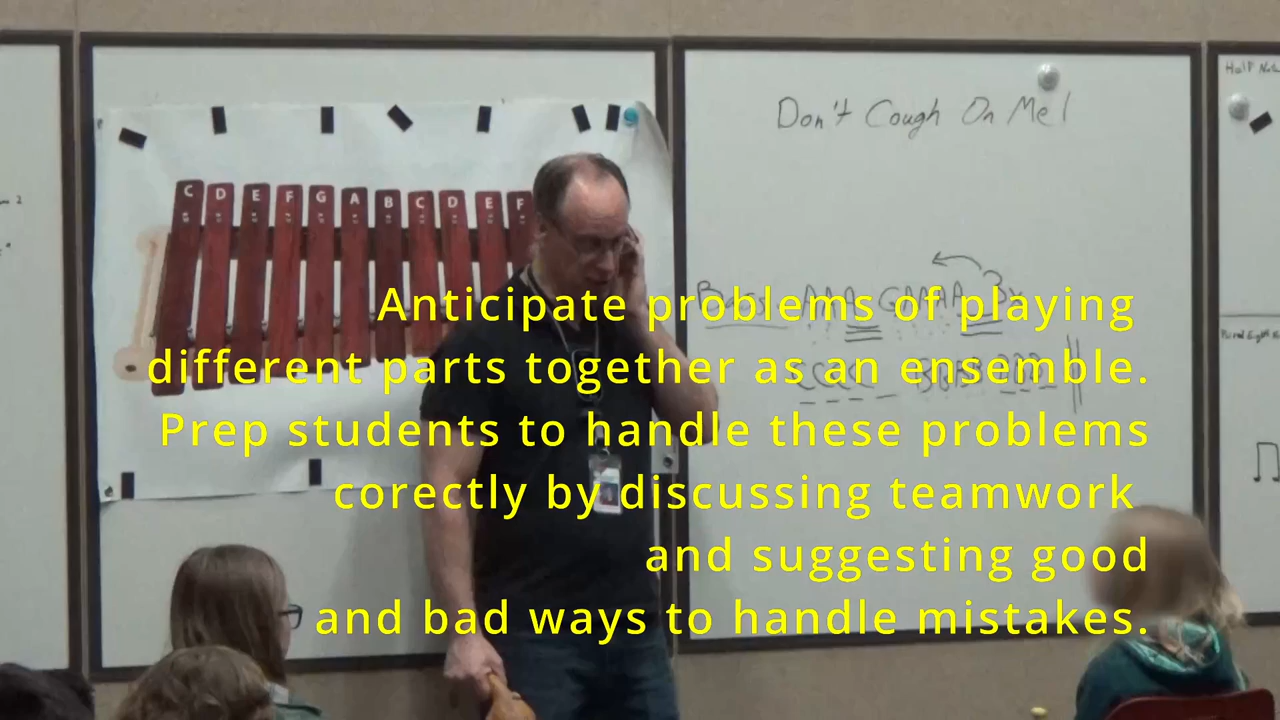 Don't Cough On Me!
Half
C D E F G A B C D E F
Anticipate problems of playing
different parts together as an ensemble.
Prep students to handle these problems
corectly by discussing teamwork
and suggesting good
and bad ways to handle mistakes.